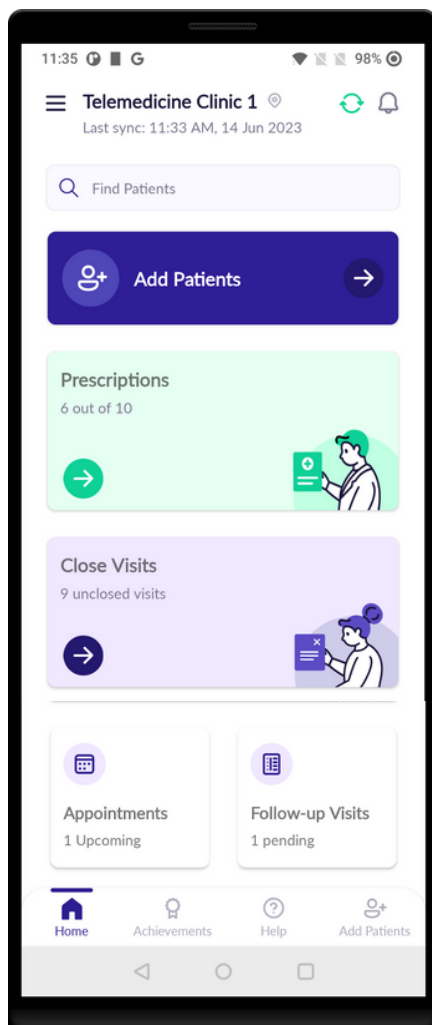 11:35 G 98%
Telemedicine Clinic 1
Last sync: 11:33 AM, 14 Jun 2023
Find Patients
Add Patients
Prescriptions
6 out of 10
Close Visits
9 unclosed visits
Appointments Follow-up Visits
1 Upcoming 1 pending
Home Achievements Help Add Patients